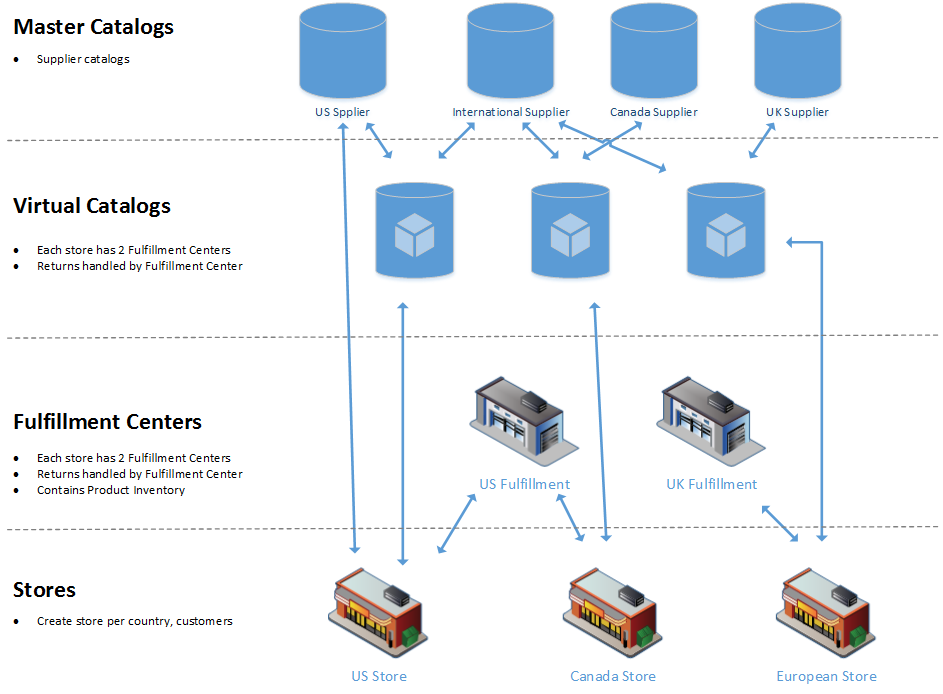 Master Catalogs
• Supplier catalogs
US Spplier
International Supplier
Canada Supplier
UK Supplier
Virtual Catalogs
• Each store has 2 Fulfillment Centers
• Returns handled by Fulfillment Center
Fulfillment Centers
• Each store has 2 Fulfillment Centers
• Returns handled by Fulfillment Center
• Contains Product Inventory
US Fulfillment
UK Fulfillment
Stores
• Create store per country, customers
US Store
Canada Store
European Store